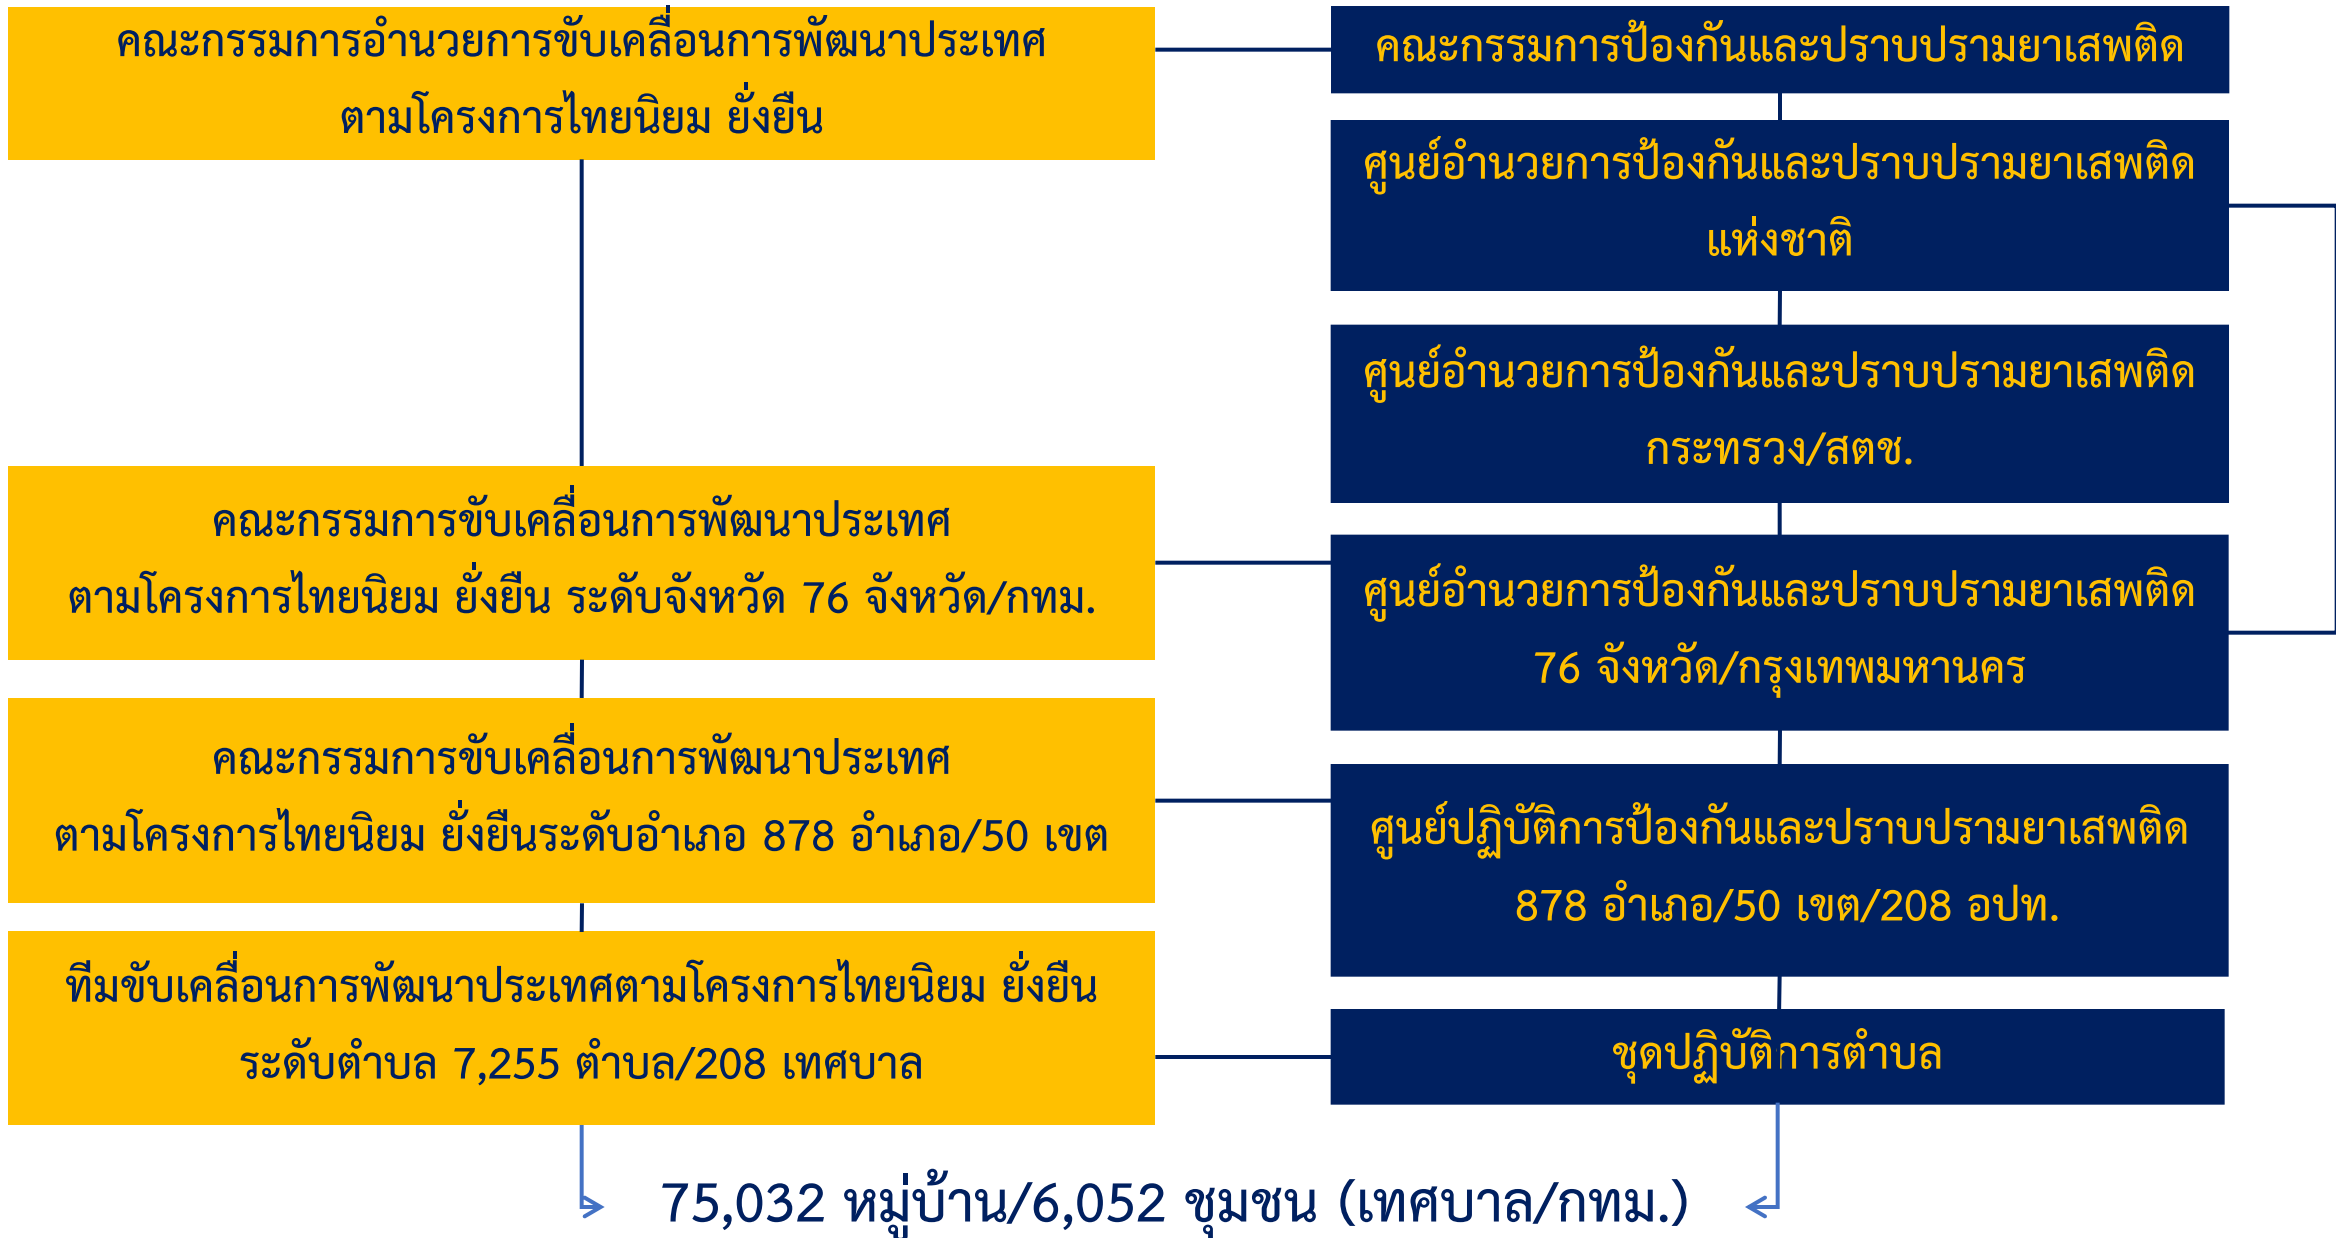 คณะกรรมการอำนวยการขับเคลื่อนการพัฒนาประเทศ
ตามโครงการไทยนิยม ยั่งยืน
คณะกรรมการขับเคลื่อนการพัฒนาประเทศ
ตามโครงการไทยนิยม ยั่งยืน ระดับจังหวัด 76 จังหวัด/กทม.
คณะกรรมการขับเคลื่อนการพัฒนาประเทศ
ตามโครงการไทยนิยม ยั่งยืนระดับอำเภอ 878 อำเภอ/50 เขต
ทีมขับเคลื่อนการพัฒนาประเทศตามโครงการไทยนิยม ยั่งยืน
ระดับตำบล 7,255 ตำบล/208 เทศบาล
คณะกรรมการป้องกันและปราบปรามยาเสพติด
ศูนย์อำนวยการป้องกันและปราบปรามยาเสพติด
แห่งชาติ
ศูนย์อำนวยการป้องกันและปราบปรามยาเสพติด
กระทรวง/สตช.
ศูนย์อำนวยการป้องกันและปราบปรามยาเสพติด
76 จังหวัด/กรุงเทพมหานคร
ศูนย์ปฏิบัติการป้องกันและปราบปรามยาเสพติด
878 อำเภอ/50 เขต/208 อปท.
ชุดปฏิบัติการตำบล
75,032 หมู่บ้าน/6,052 ชุมชน (เทศบาล/กทม.)